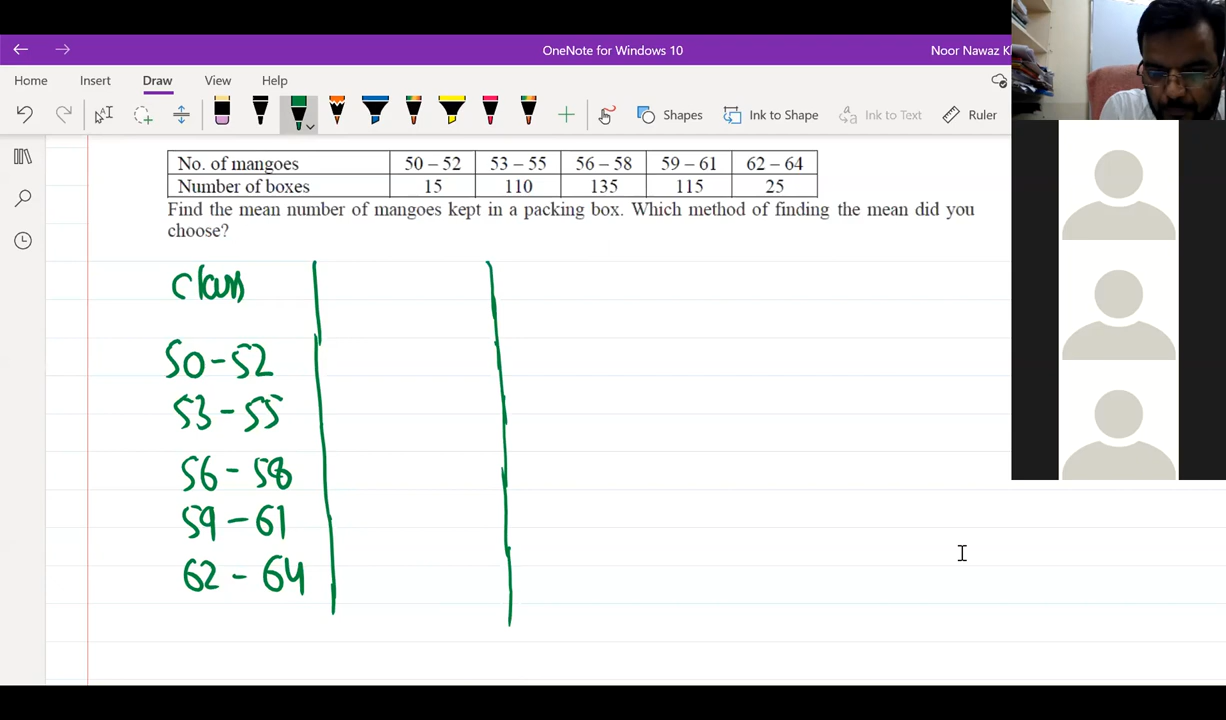 OneNote for Windows 10
Noor Nawaz K
Home Insert Draw View Help
Shapes Ink to Shape Ink to Text Ruler
No. of mangoes 50 – 52 53 – 55 56 – 58 59 – 61 62 – 64
Number of boxes 15 110 135 115 25
Find the mean number of mangoes kept in a packing box. Which method of finding the mean did you
choose?
class
50 - 52
53 - 55
56 - 58
59 - 61
62 - 64